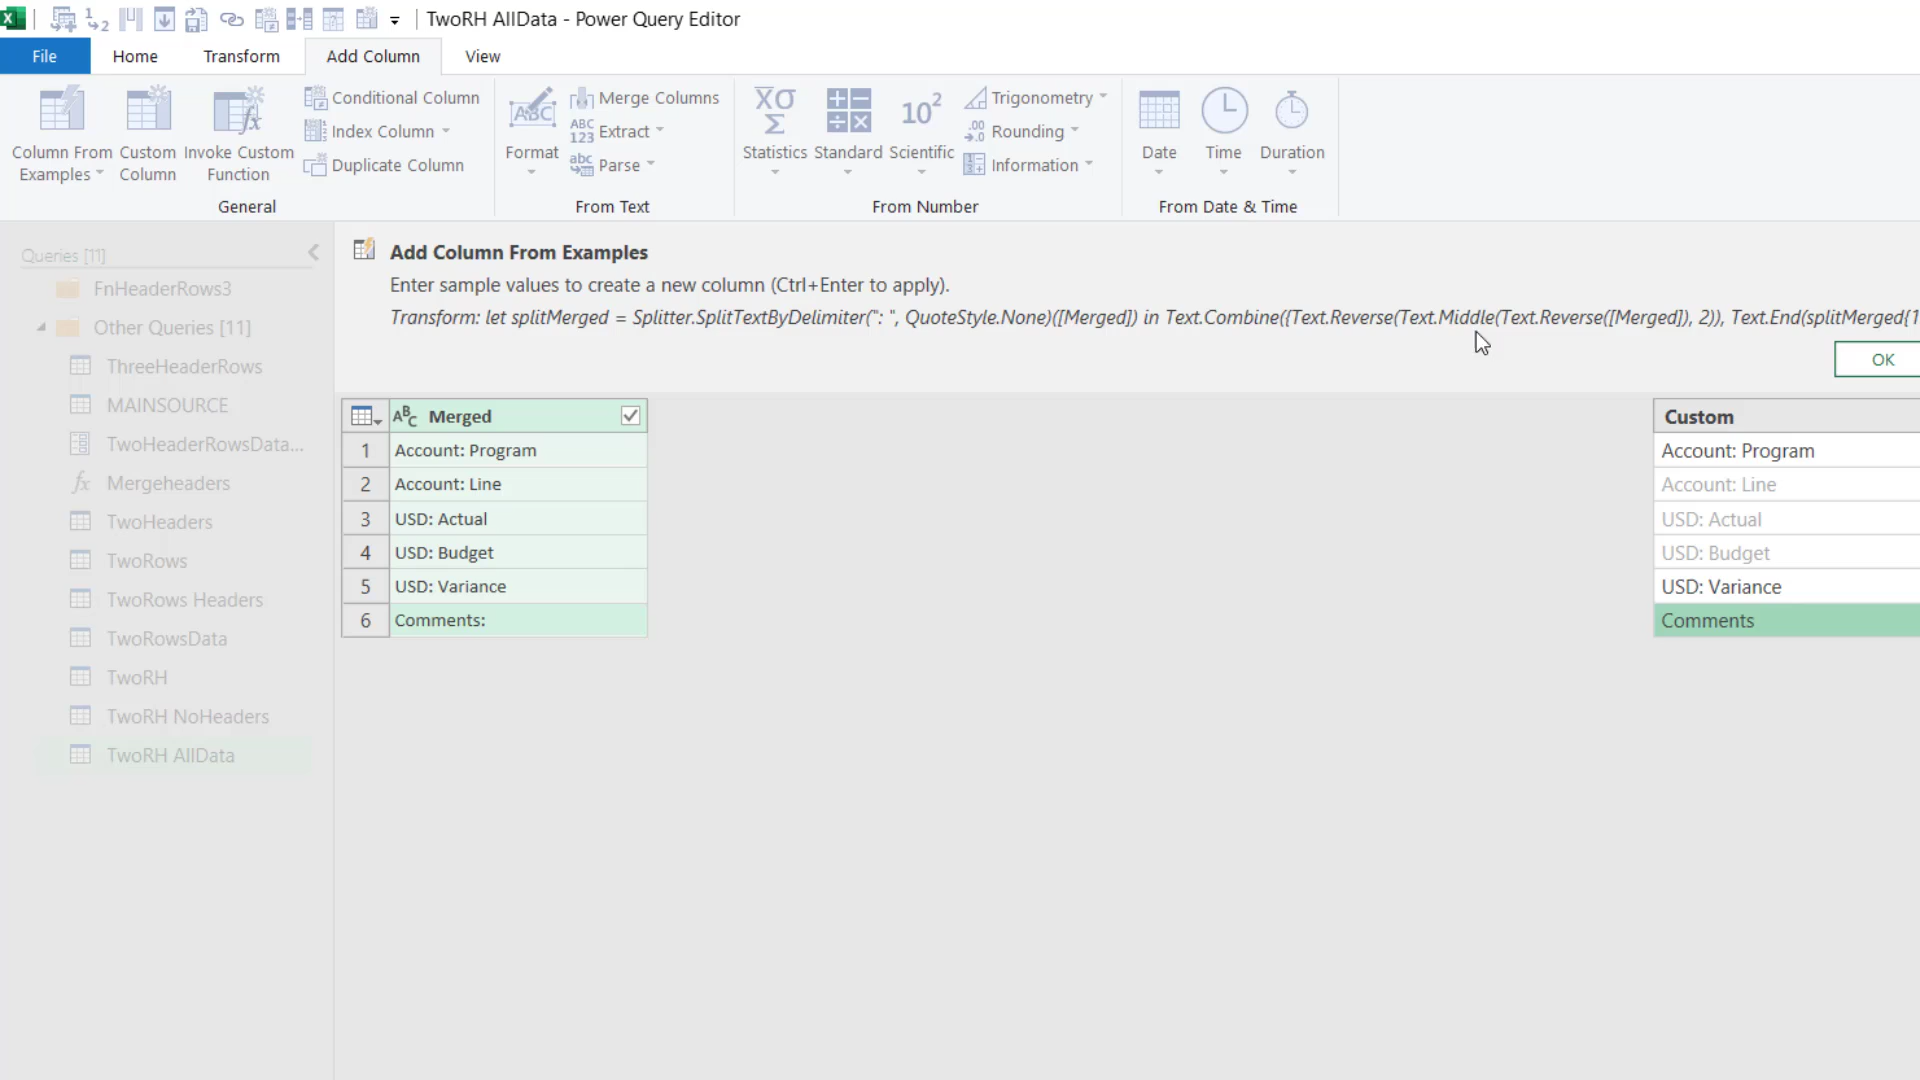 TwoRH AllData - Power Query Editor
File Home Transform Add Column View
Column From Examples
Custom Column
Invoke Custom Function
Conditional Column
Index Column
Duplicate Column
General
Format
Merge Columns
Extract
Parse
From Text
Statistics
Standard
Scientific
Trigonometry
Rounding
Information
From Number
Date
Time
Duration
From Date & Time
Queries [11]
FnHeaderRows3
Other Queries [11]
ThreeHeaderRows
MAINSOURCE
TwoHeaderRowsData...
Mergeheaders
TwoHeaders
TwoRows
TwoRows Headers
TwoRowsData
TwoRH
TwoRH NoHeaders
TwoRH AllData
Add Column From Examples
Enter sample values to create a new column (Ctrl+Enter to apply).
Transform: let splitMerged = Splitter.SplitTextByDelimiter(": ", QuoteStyle.None)([Merged]) in Text.Combine({Text.Reverse(Text.Middle(Text.Reverse([Merged]), 2)), Text.End(splitMerged{1
OK
Merged Custom
1 Account: Program Account: Program
2 Account: Line Account: Line
3 USD: Actual USD: Actual
4 USD: Budget USD: Budget
5 USD: Variance USD: Variance
6 Comments: Comments